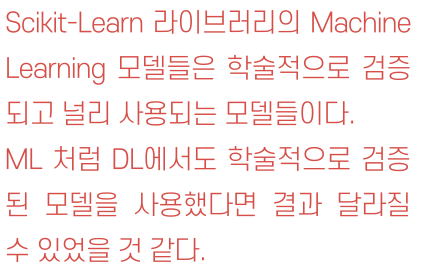 Scikit-Learn 라이브러리의 Machine
Learning 모델들은 학술적으로 검증
되고 널리 사용되는 모델들이다.
ML 처럼 DL에서도 학술적으로 검증
된 모델을 사용했다면 결과 달라질
수 있었을 것 같다.